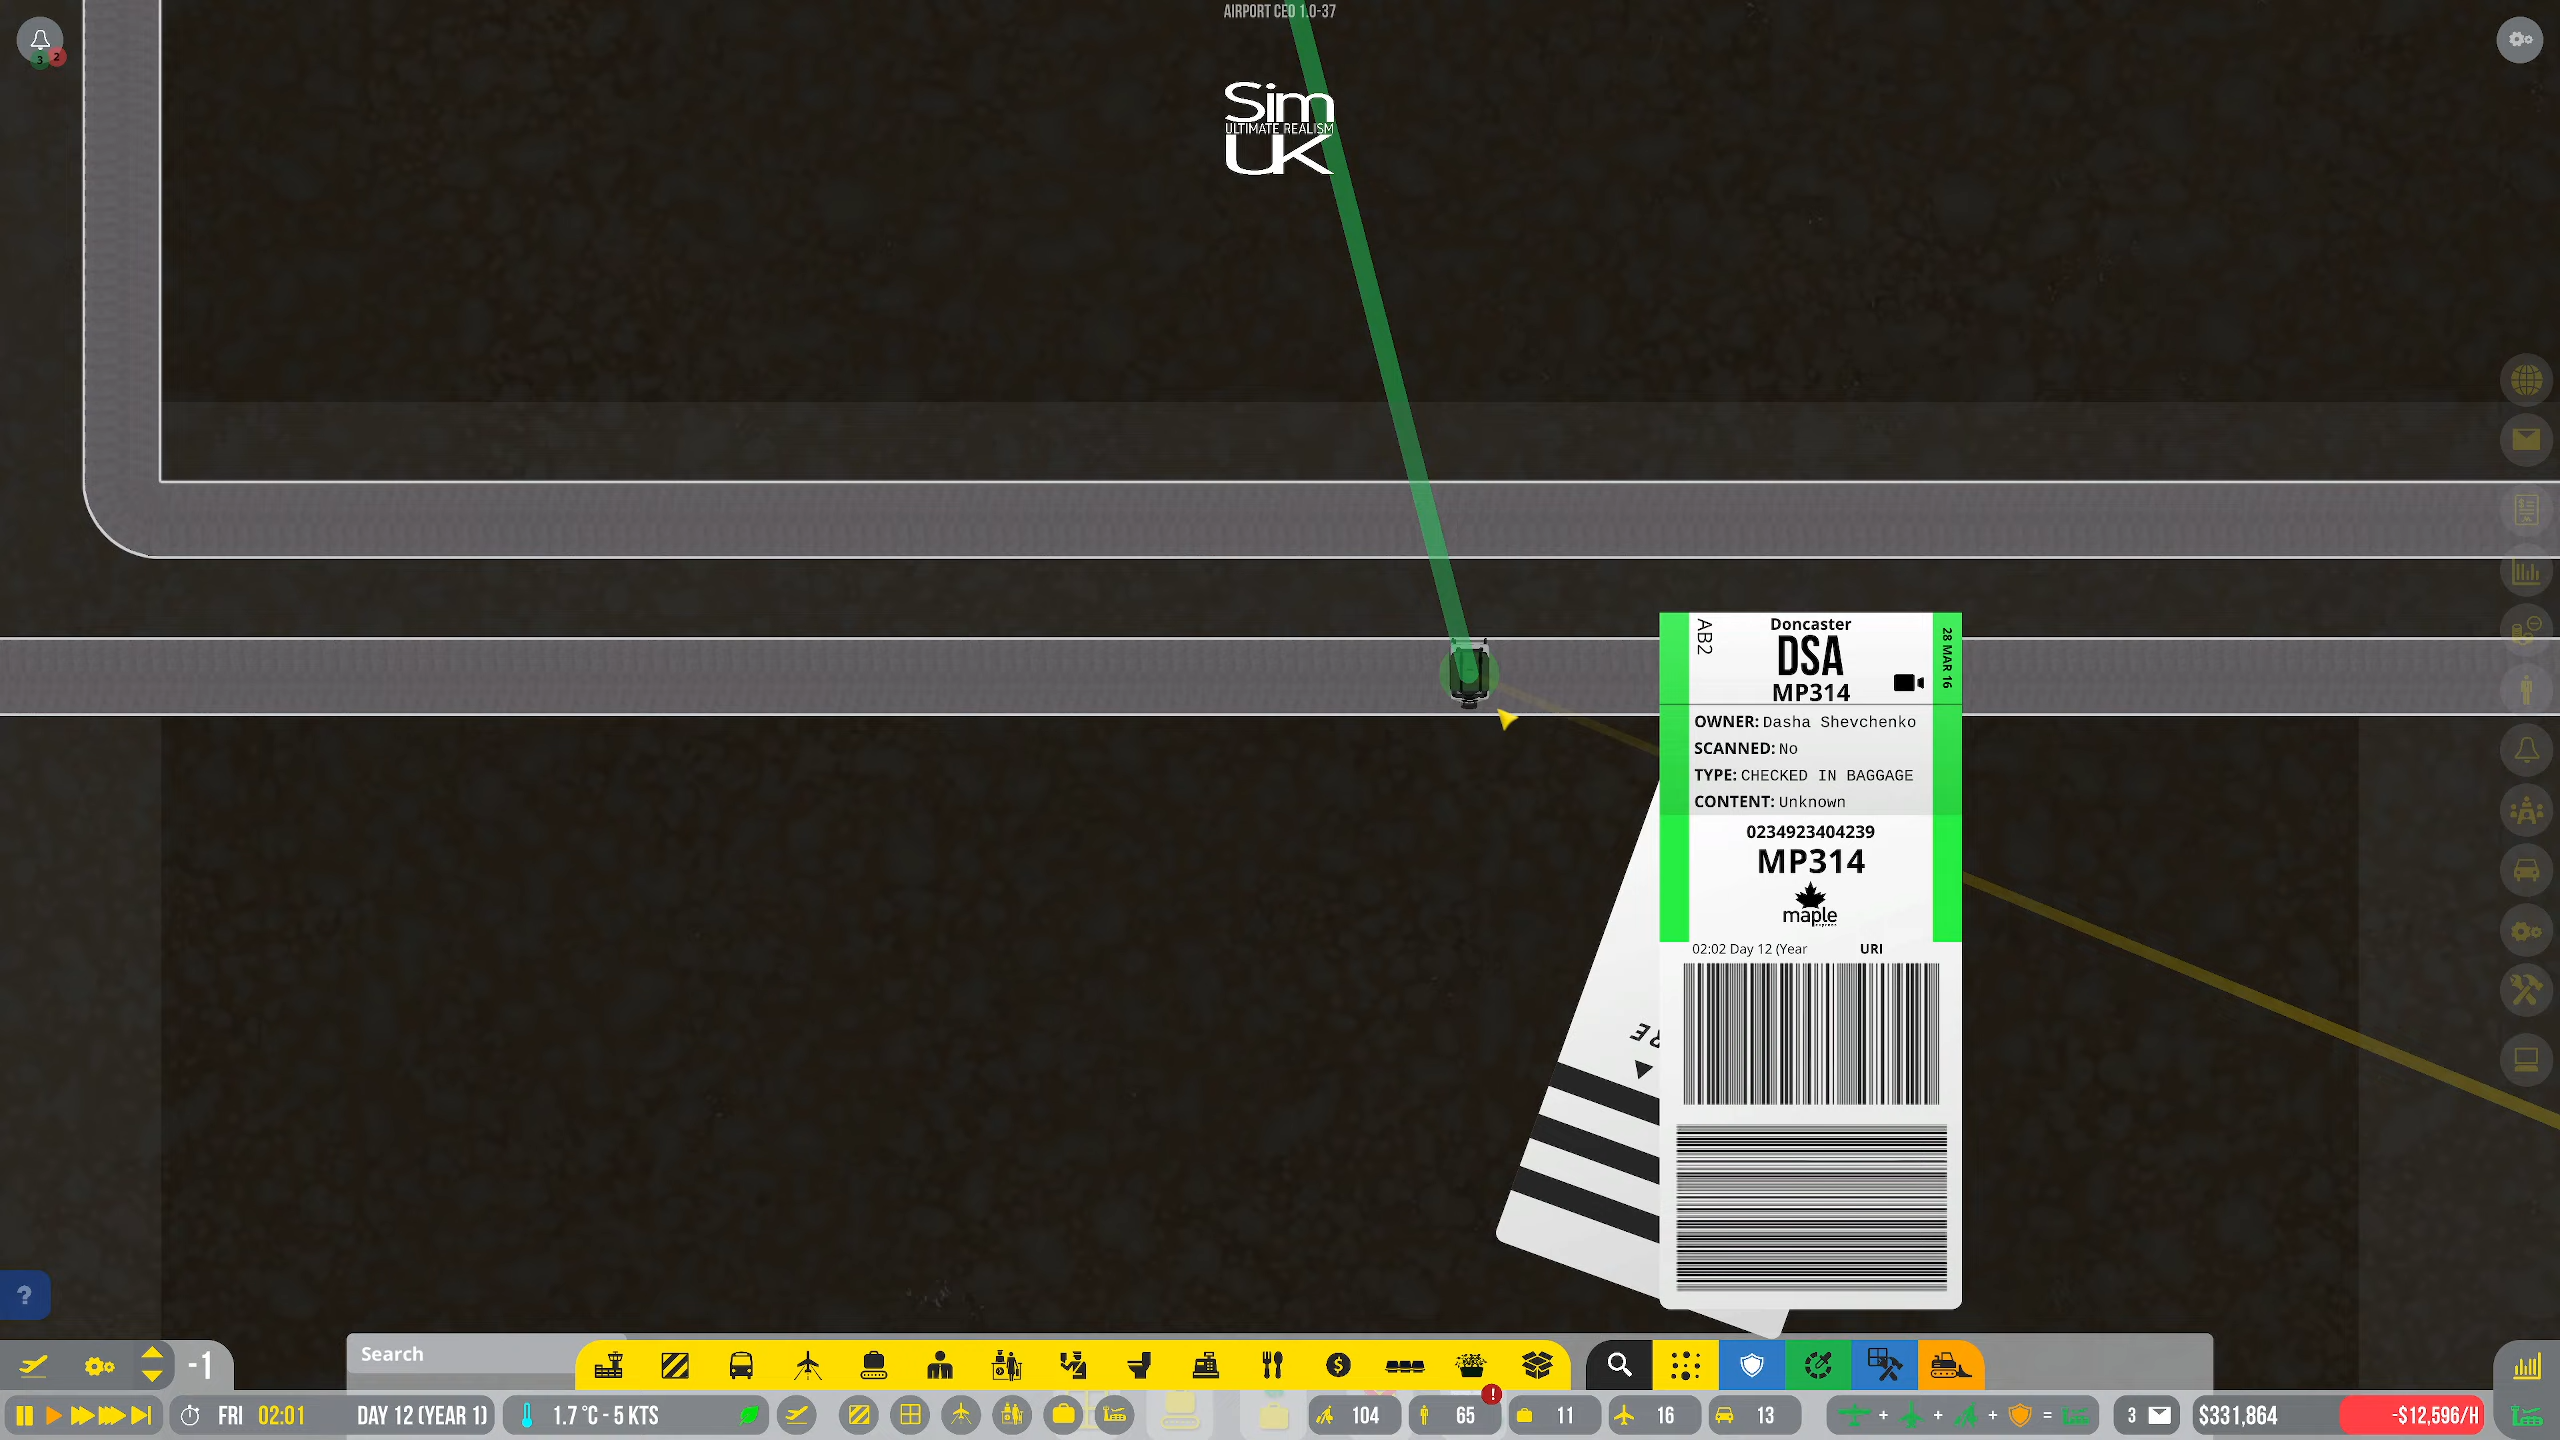 AIRPORT CEO 1.0-37
3
2
Sim
ULTIMATE REALISM
UK
AB2
Doncaster
DSA
MP314
28 MAR 16
OWNER: Dasha Shevchenko
SCANNED: No
TYPE: CHECKED IN BAGGAGE
CONTENT: Unknown
0234923404239
MP314
maple
02:02 Day 12 (Year
URI
RE
?
-1
Search
FRI 02:01 DAY 12 (YEAR 1)
1.7 °C - 5 KTS
104
65
!
11
16
13
+ + + =
3
$331,864
-$12,596/H